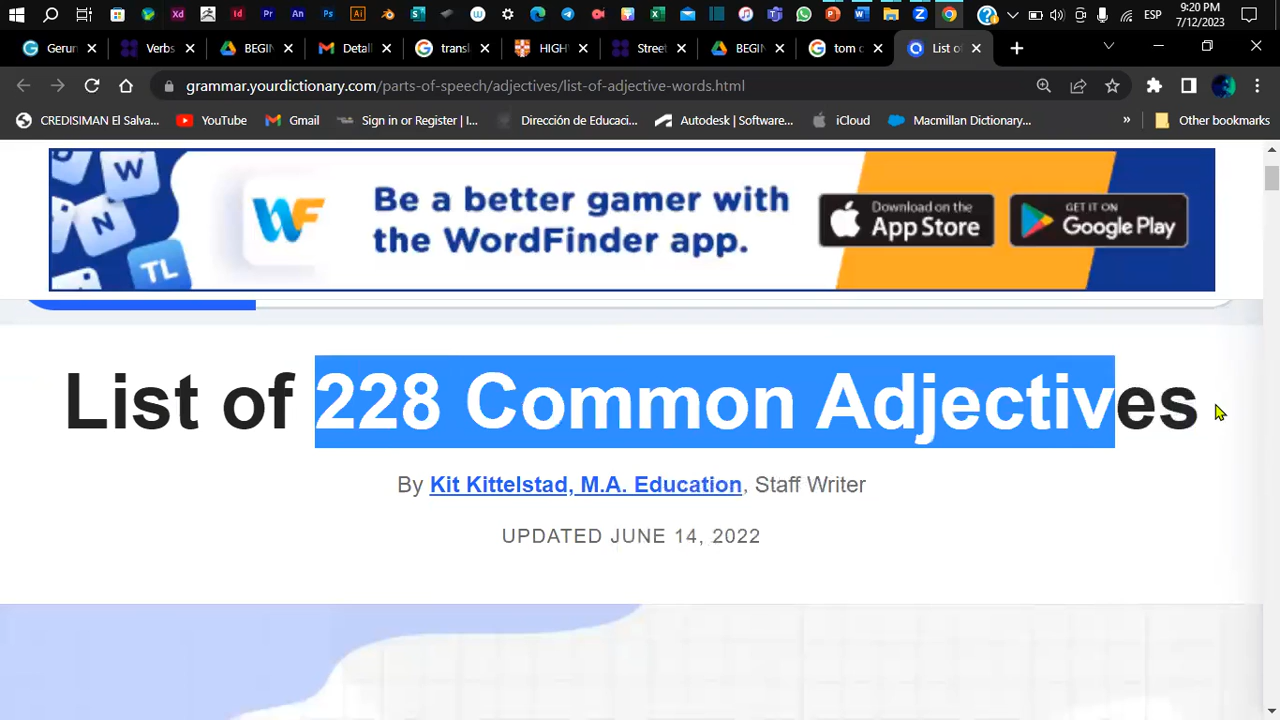 9:20 PM
ESP
7/12/2023
Gerun
Verbs
BEGIN
Detail
transl
HIGH
Street
BEGIN
tom c
List of
grammar.yourdictionary.com/parts-of-speech/adjectives/list-of-adjective-words.html
CREDISIMAN El Salva...
YouTube
Gmail
Sign in or Register | I...
Dirección de Educaci...
Autodesk | Software...
iCloud
Macmillan Dictionary...
»
Other bookmarks
W
N
TL
WF
Be a better gamer with
the WordFinder app.
Download on the
App Store
GET IT ON
Google Play
List of 228 Common Adjectives
By Kit Kittelstad, M.A. Education, Staff Writer
UPDATED JUNE 14, 2022